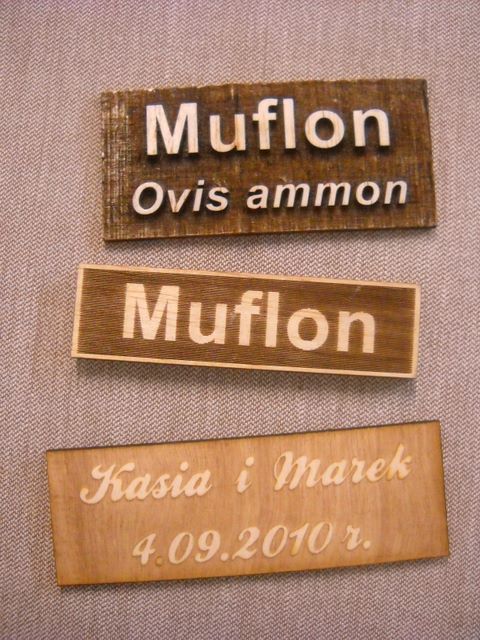 Muflon
Ovis ammon
Muflon
Kasia i Marek
4.09.2010 r.